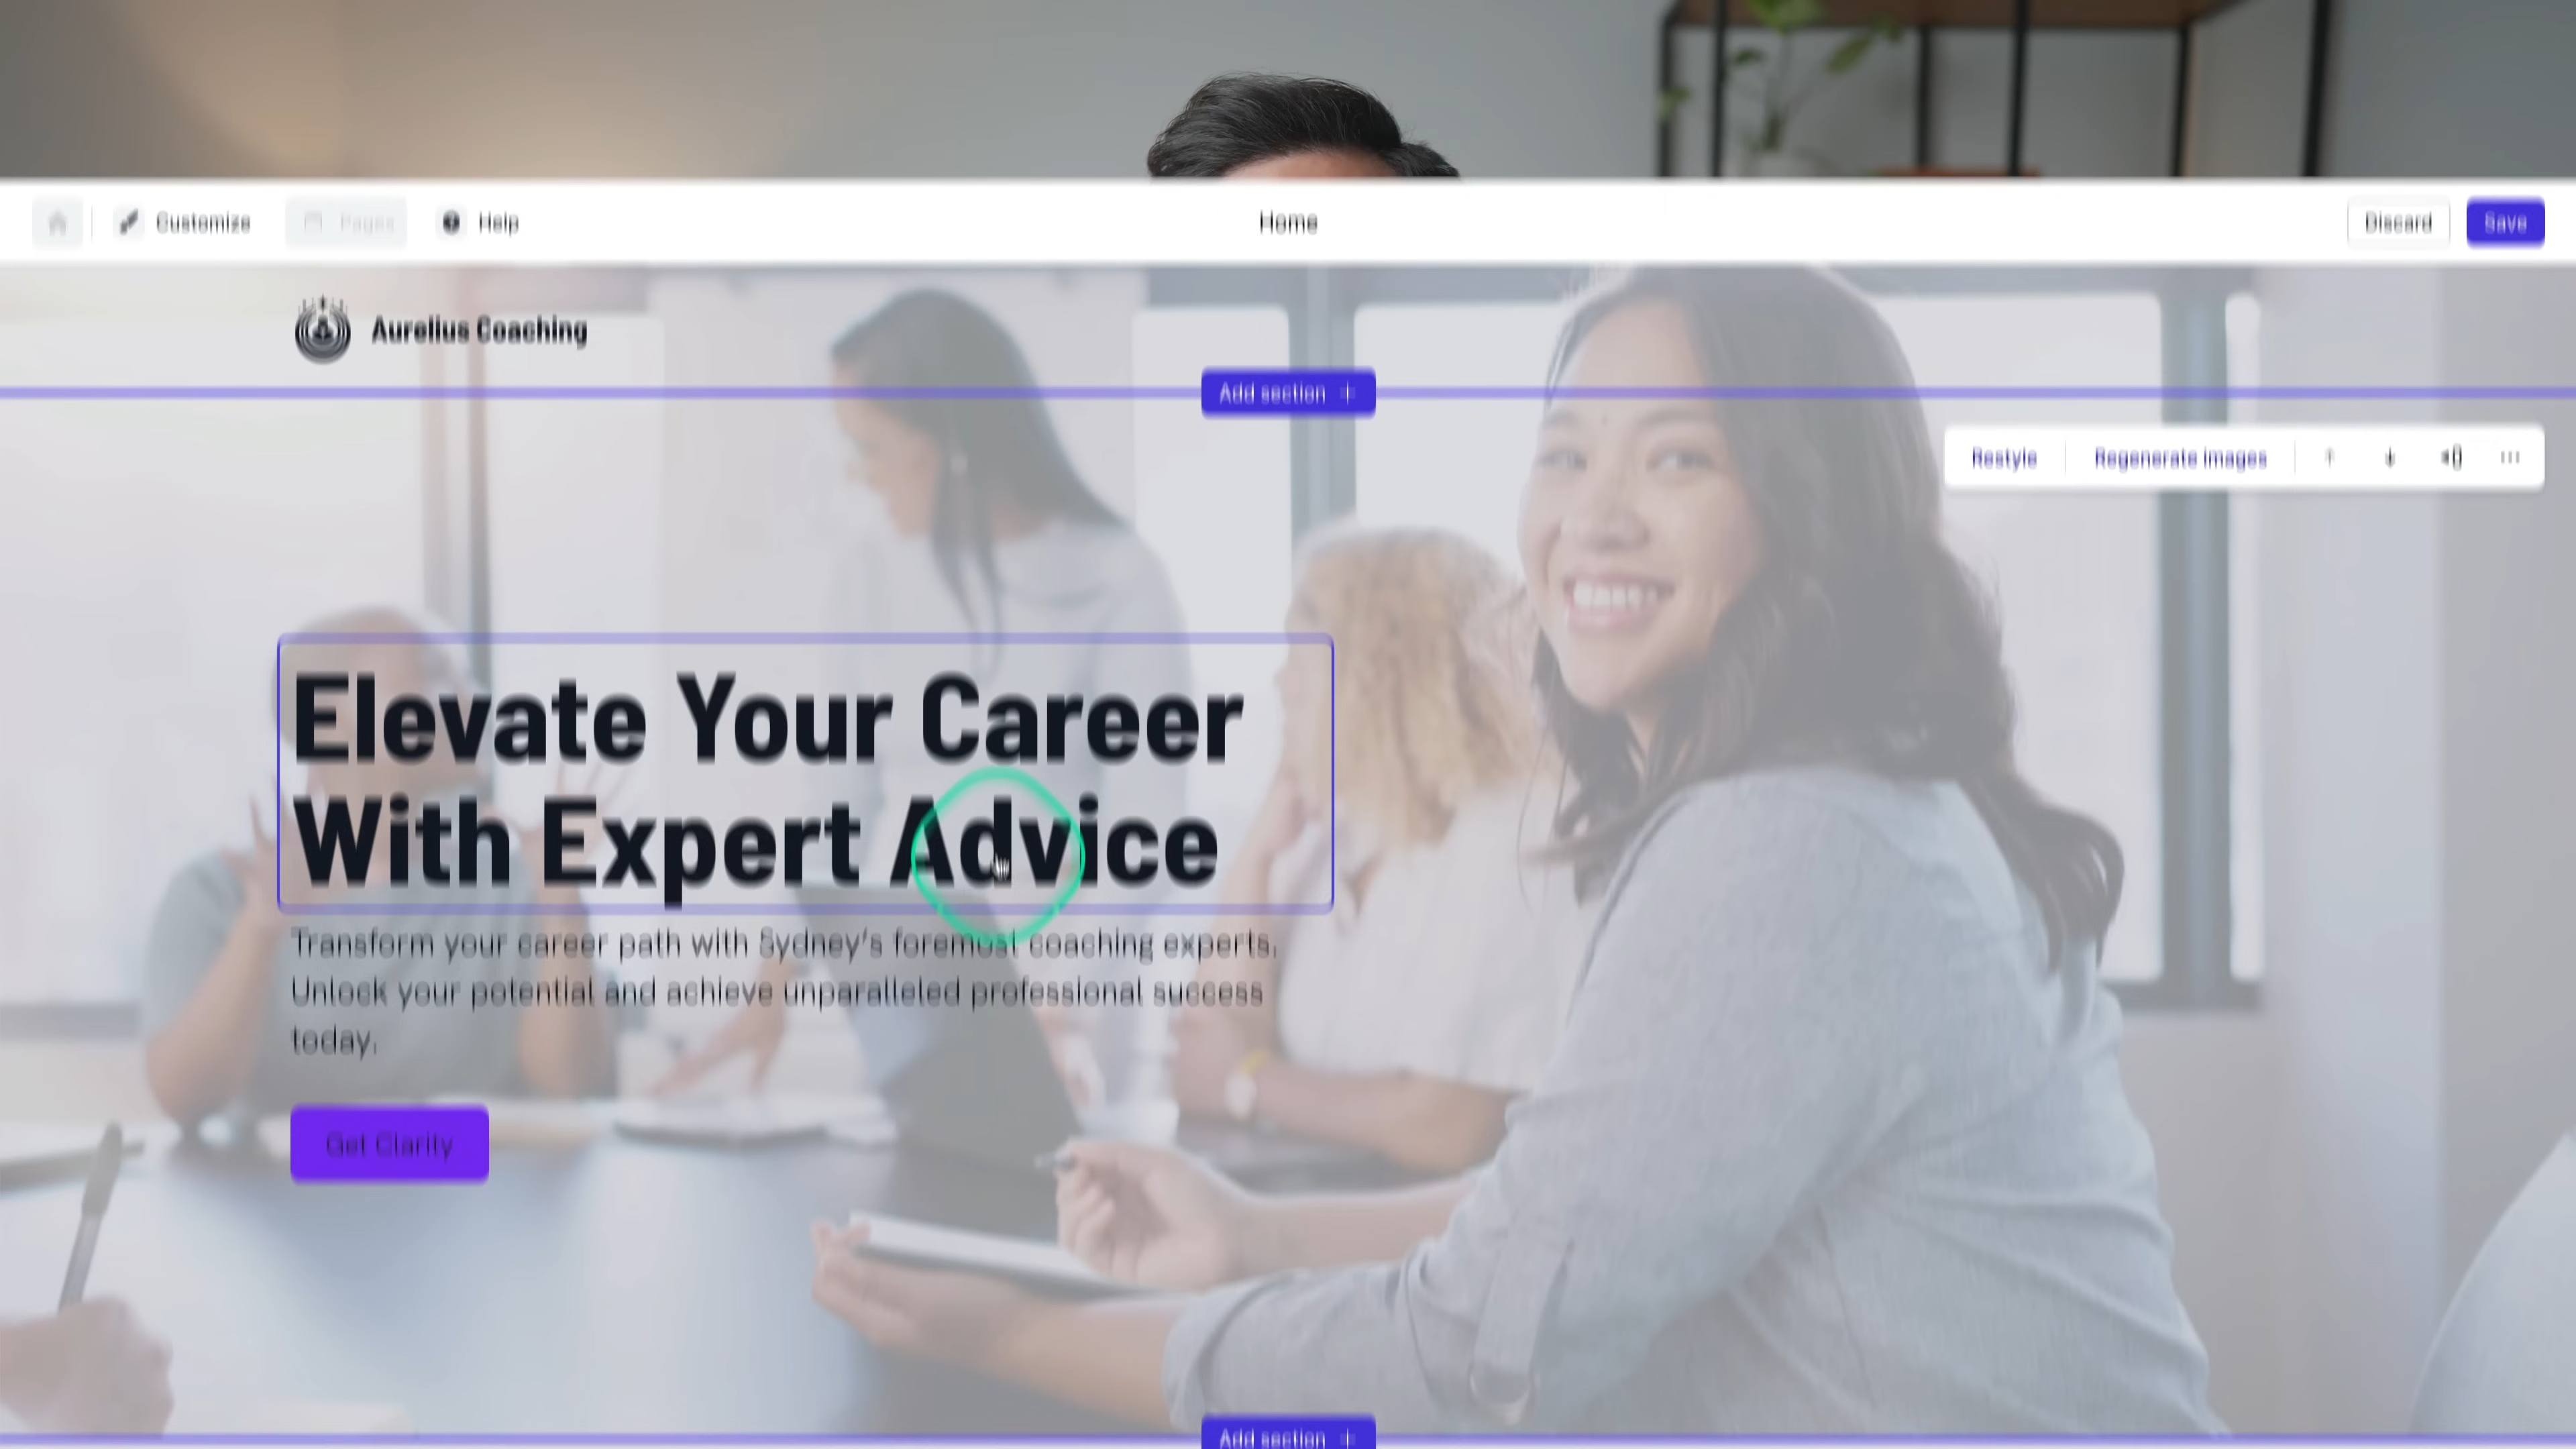 Customize
Pages
Help
Home
Discard
Save
Aurelius Coaching
Add section +
Restyle
Regenerate images
Elevate Your Career
With Expert Advice
Transform your career path with Sydney's foremost coaching experts.
Unlock your potential and achieve unparalleled professional success
today.
Get Clarity
Add section +